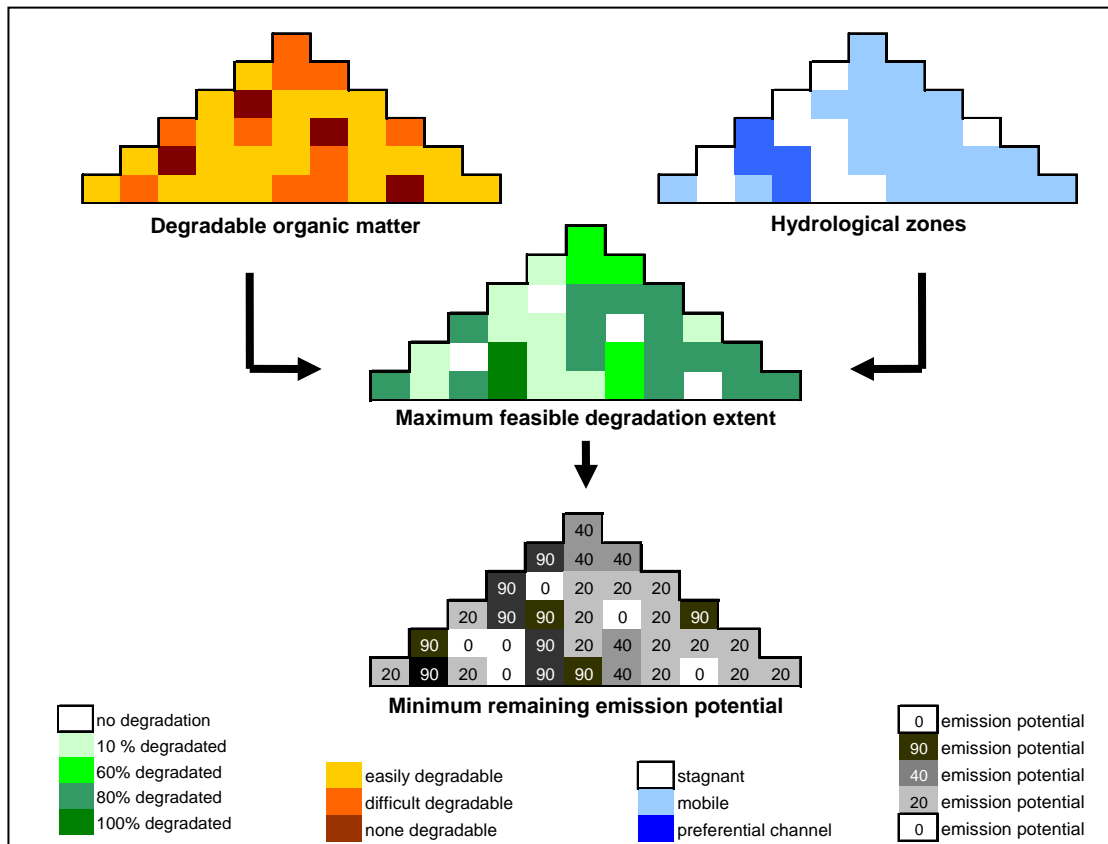 Degradable organic matter
Hydrological zones
Maximum feasible degradation extent
40
90 40 40
90 0 20 20 20
20 90 90 20 0 20 90
90 0 0 90 20 40 20 20 20
20 90 20 0 90 90 40 20 0 20 20
Minimum remaining emission potential
no degradation
10 % degradated
60% degradated
80% degradated
100% degradated
easily degradable
difficult degradable
none degradable
stagnant
mobile
preferential channel
0 emission potential
90 emission potential
40 emission potential
20 emission potential
0 emission potential